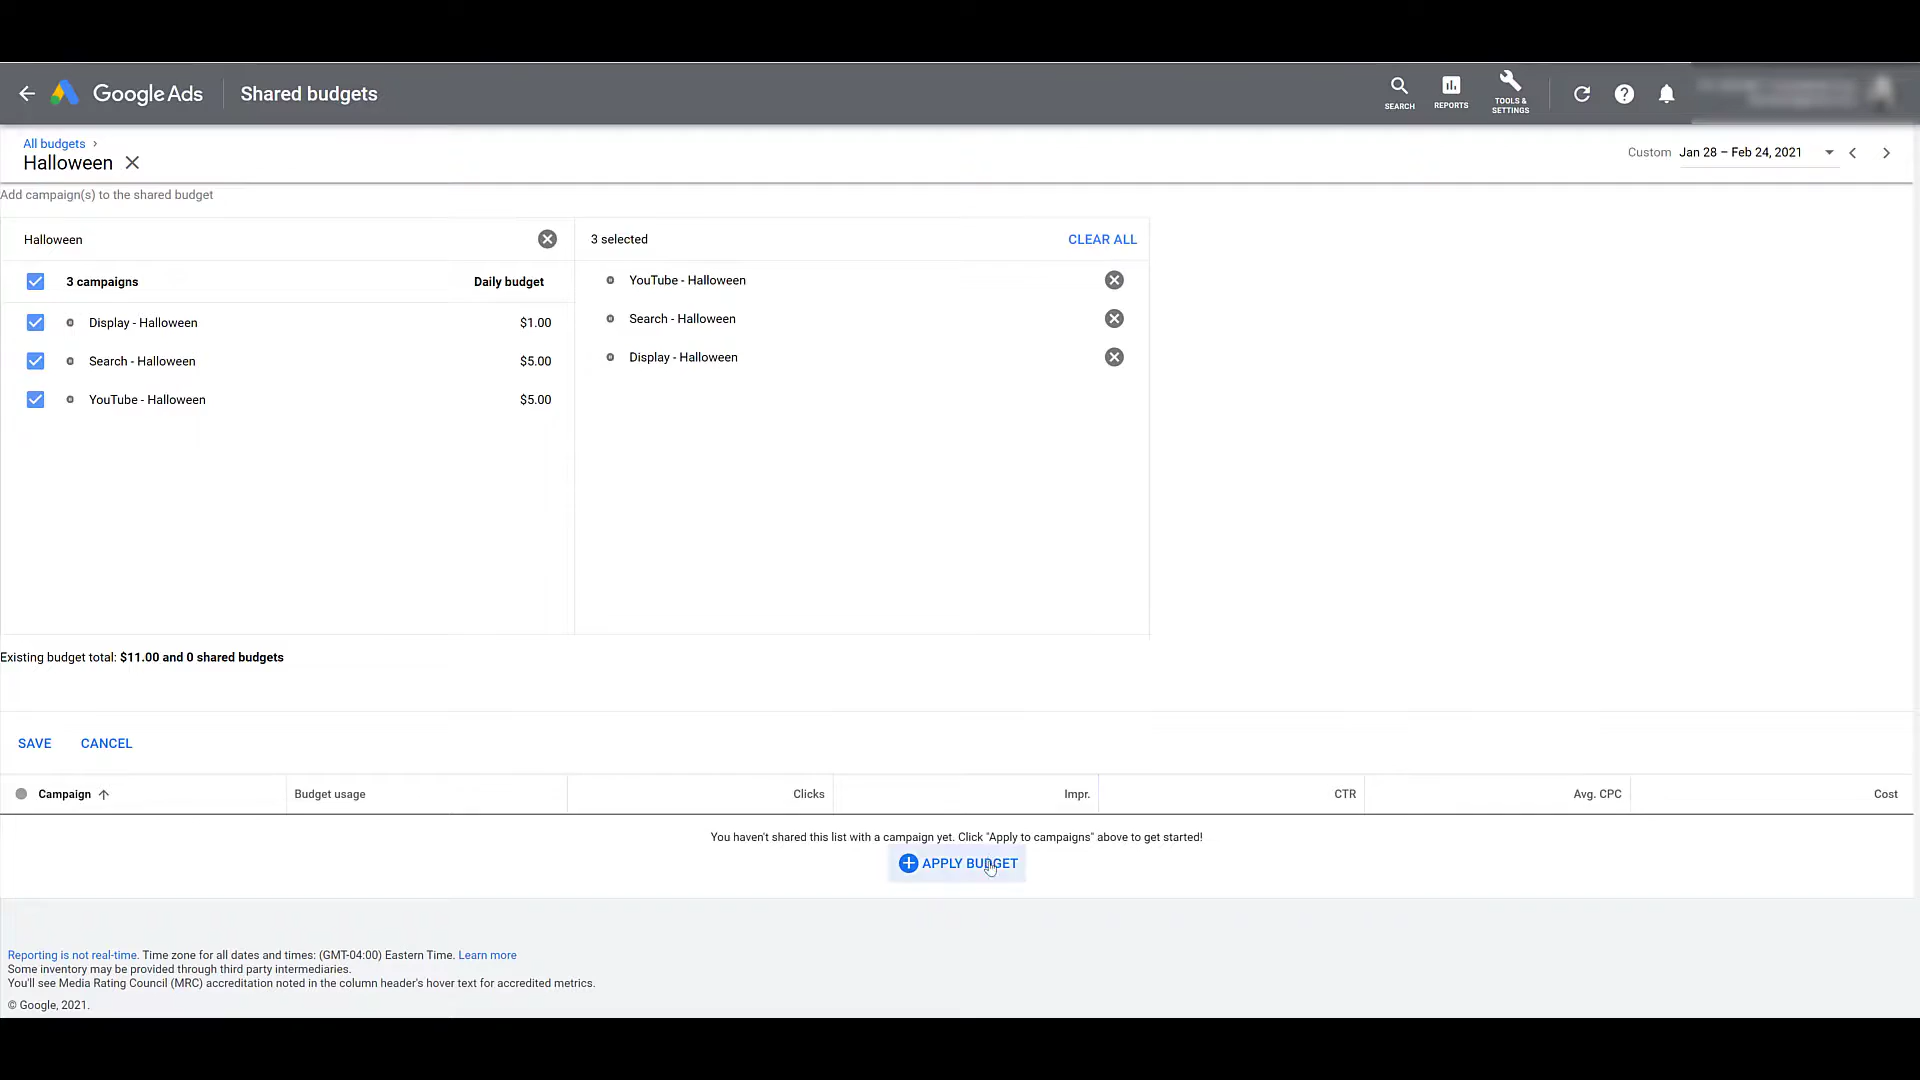 Google Ads
Shared budgets
SEARCH
REPORTS
TOOLS &
SETTINGS
All budgets
Halloween
Custom Jan 28 – Feb 24, 2021
Add campaign(s) to the shared budget
Halloween
3 selected
CLEAR ALL
3 campaigns
Daily budget
Display - Halloween
$1.00
Search - Halloween
$5.00
YouTube - Halloween
$5.00
YouTube - Halloween
Search - Halloween
Display - Halloween
Existing budget total: $11.00 and 0 shared budgets
SAVE
CANCEL
Campaign
Budget usage
Clicks
Impr.
CTR
Avg. CPC
Cost
You haven't shared this list with a campaign yet. Click "Apply to campaigns" above to get started!
APPLY BUDGET
Reporting is not real-time. Time zone for all dates and times: (GMT-04:00) Eastern Time. Learn more
Some inventory may be provided through third party intermediaries.
You'll see Media Rating Council (MRC) accreditation noted in the column header's hover text for accredited metrics.
© Google, 2021.